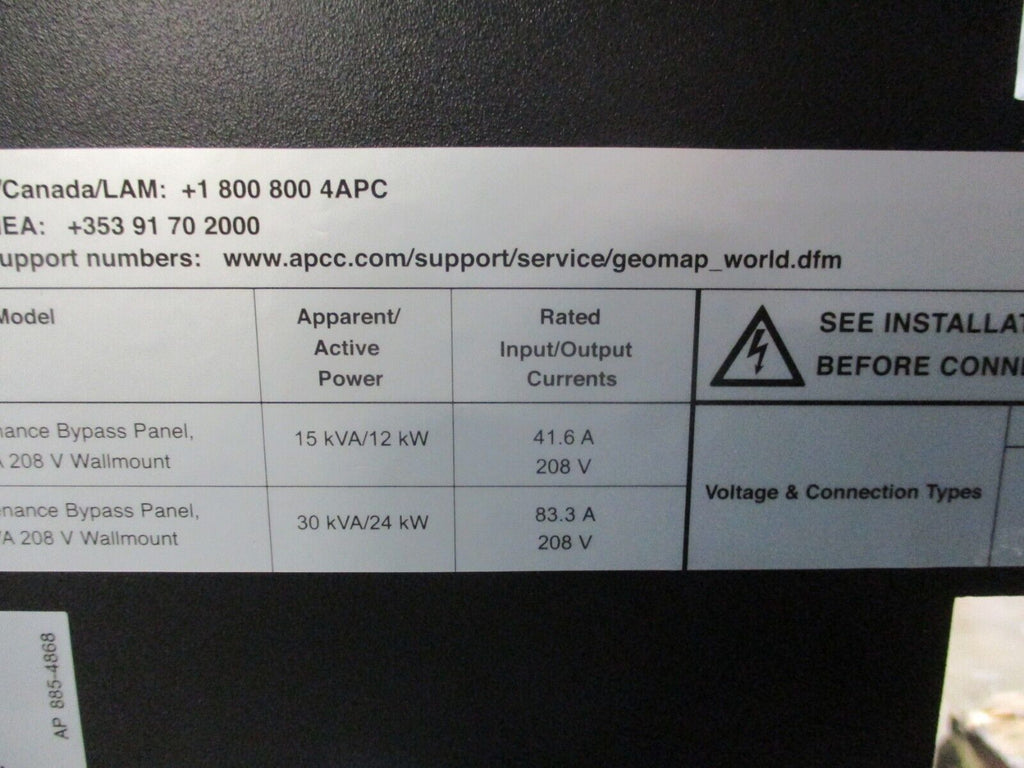 /Canada/LAM: +1 800 800 4APC
EA: +353 91 70 2000
upport numbers: www.apcc.com/support/service/geomap_world.dfm
Model
Apparent/
Active
Power
Rated
Input/Output
Currents
SEE INSTALLAT
BEFORE CONNE
nance Bypass Panel,
A 208 V Wallmount
15 kVA/12 kW
41.6 A
208 V
enance Bypass Panel,
VA 208 V Wallmount
30 kVA/24 kW
83.3 A
208 V
Voltage & Connection Types
AP 885-4868